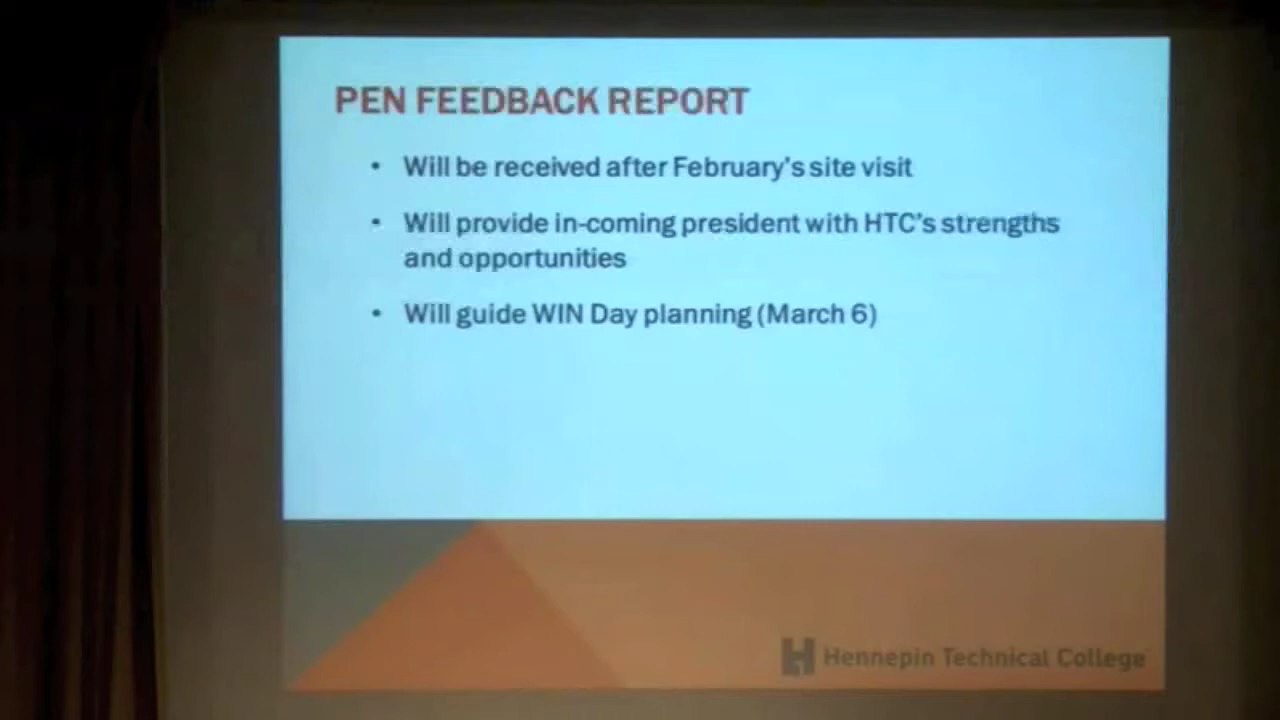 PEN FEEDBACK REPORT
• Will be received after February's site visit
• Will provide in-coming president with HTC's strengths
and opportunities
• Will guide WIN Day planning (March 6)
Hennepin Technical College